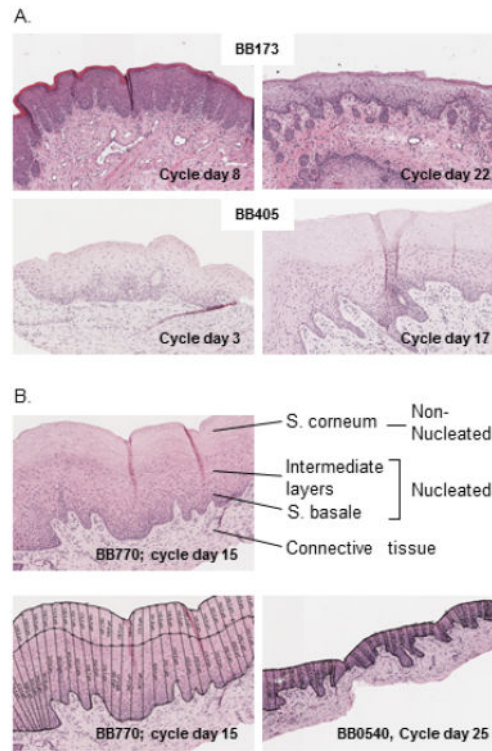 A.
BB173
Cycle day 8
Cycle day 22
BB405
Cycle day 3
Cycle day 17
B.
S. corneum
Non-
Nucleated
Intermediate
layers
Nucleated
S. basale
Connective tissue
BB770; cycle day 15
BB770; cycle day 15
BB0540, Cycle day 25